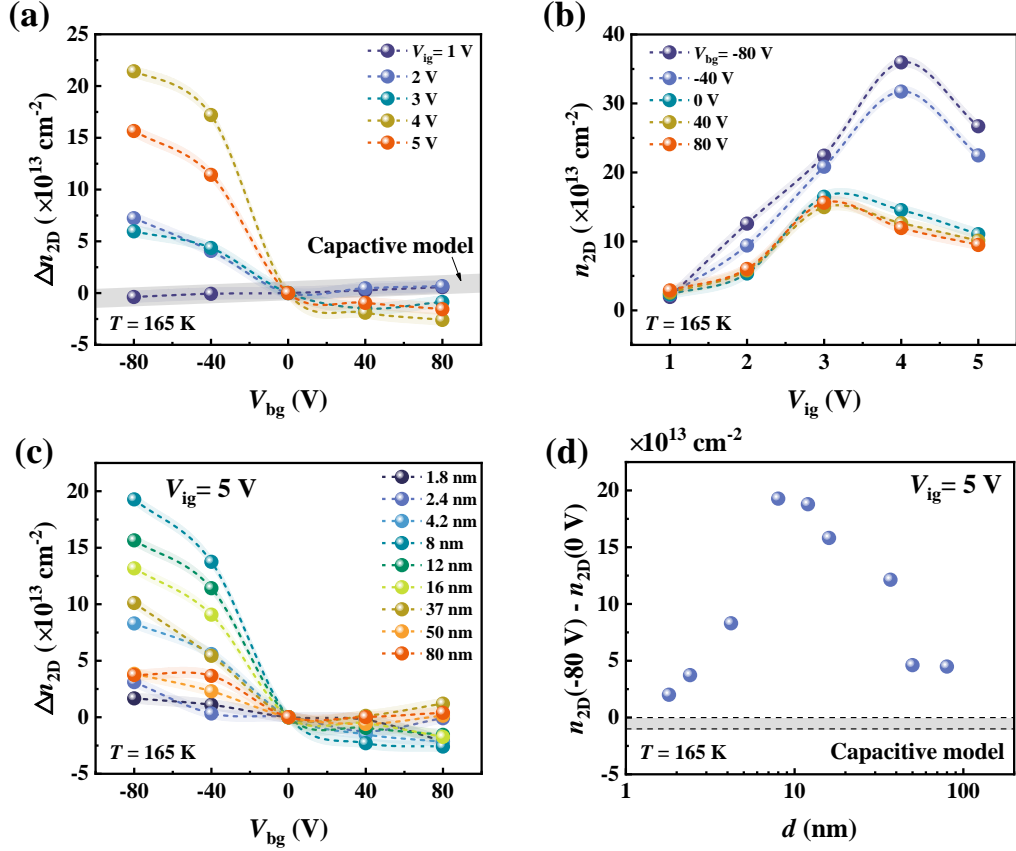 (a)
25
20
15
10
5
0
-5
Δn2D (×10^13 cm^-2)
-80 -40 0 40 80
Vbg (V)
Vig= 1 V
2 V
3 V
4 V
5 V
Capactive model
T = 165 K
(b)
40
30
20
10
0
n2D (×10^13 cm^-2)
1 2 3 4 5
Vig (V)
Vbg= -80 V
-40 V
0 V
40 V
80 V
T = 165 K
(c)
20
15
10
5
0
-5
Δn2D (×10^13 cm^-2)
-80 -40 0 40 80
Vbg (V)
Vig= 5 V
1.8 nm
2.4 nm
4.2 nm
8 nm
12 nm
16 nm
37 nm
50 nm
80 nm
T = 165 K
(d)
×10^13 cm^-2
20
15
10
5
0
-5
n2D(-80 V) - n2D(0 V)
1 10 100
d (nm)
Vig= 5 V
T = 165 K
Capacitive model